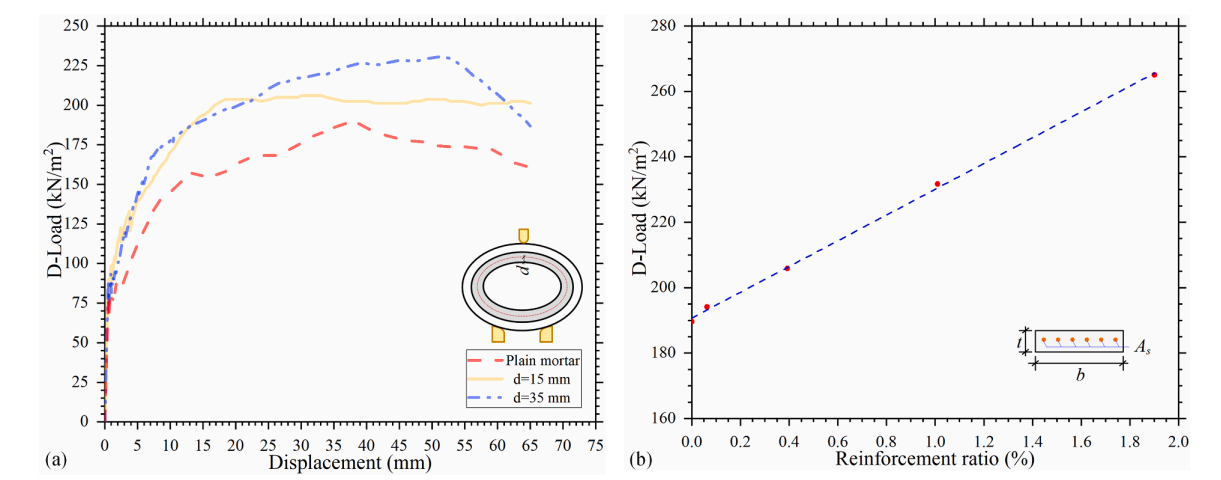 250
225
200
175
150
125
100
75
50
25
0
D-Load (kN/m²)
d_s
Plain mortar
d=15 mm
d=35 mm
0 5 10 15 20 25 30 35 40 45 50 55 60 65 70 75
(a)
Displacement (mm)
280
260
240
220
200
180
160
D-Load (kN/m²)
t
A_s
b
0.0 0.2 0.4 0.6 0.8 1.0 1.2 1.4 1.6 1.8 2.0
(b)
Reinforcement ratio (%)